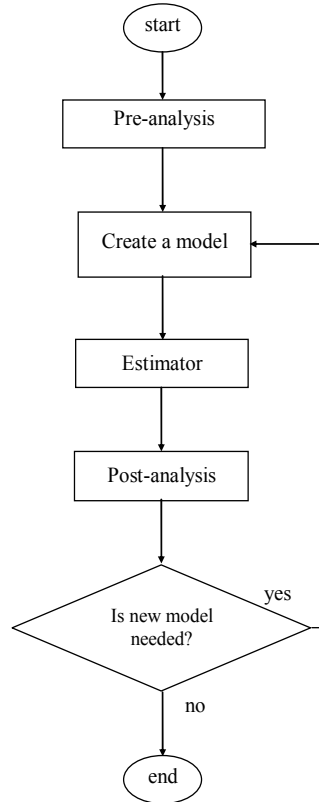 start
Pre-analysis
Create a model
Estimator
Post-analysis
Is new model
needed?
yes
no
end